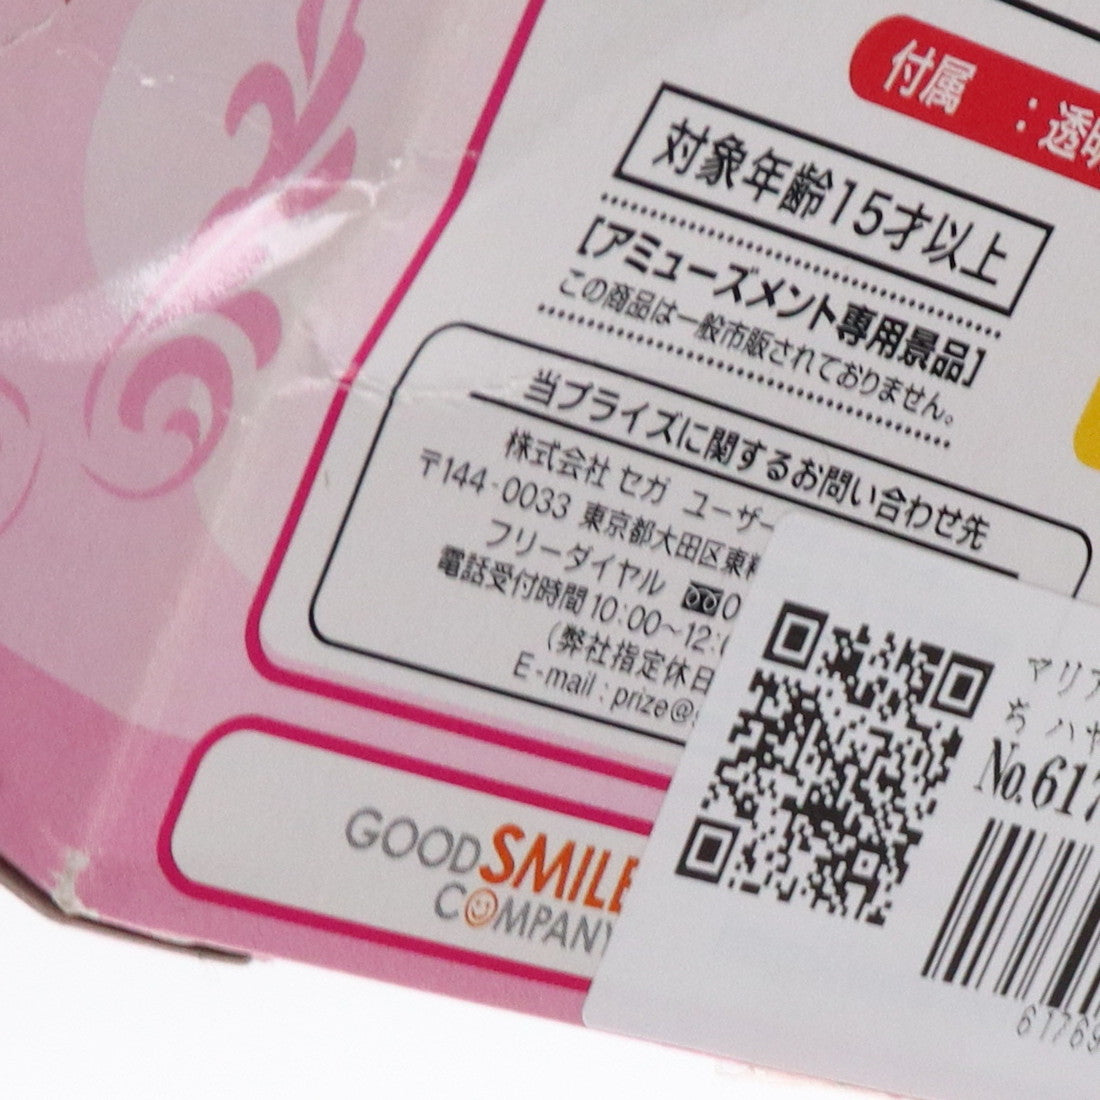 付属 : 透明
対象年齢15才以上
[アミューズメント専用景品]
この商品は一般市販されておりません。
当プライズに関するお問い合わせ先
株式会社 セガ ユーザー
〒144-0033 東京都大田区東糀
フリーダイヤル 0
電話受付時間 10:00~12:0
(弊社指定休日
E-mail : prize@s
GOOD SMILE
COMPANY
マリア
ち ハヤ
No.617
61769